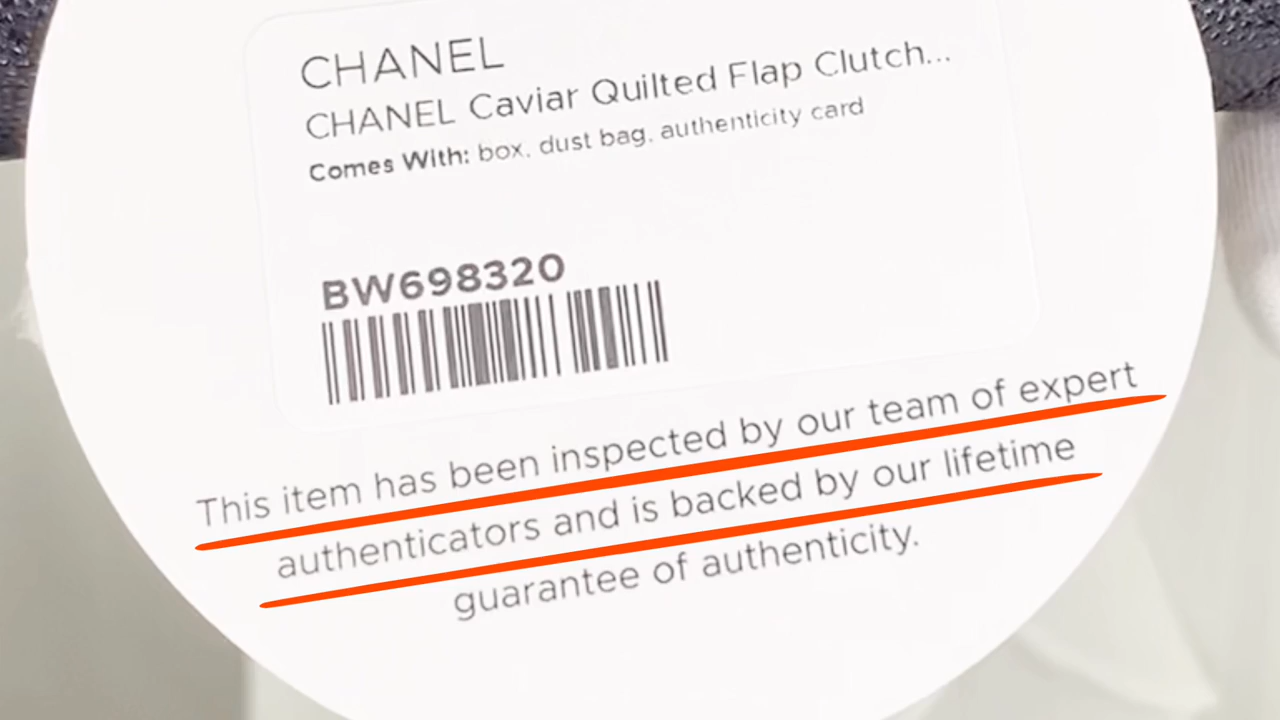 CHANEL
CHANEL Caviar Quilted Flap Clutch...
Comes With: box, dust bag, authenticity card
BW698320
This item has been inspected by our team of expert
authenticators and is backed by our lifetime
guarantee of authenticity.